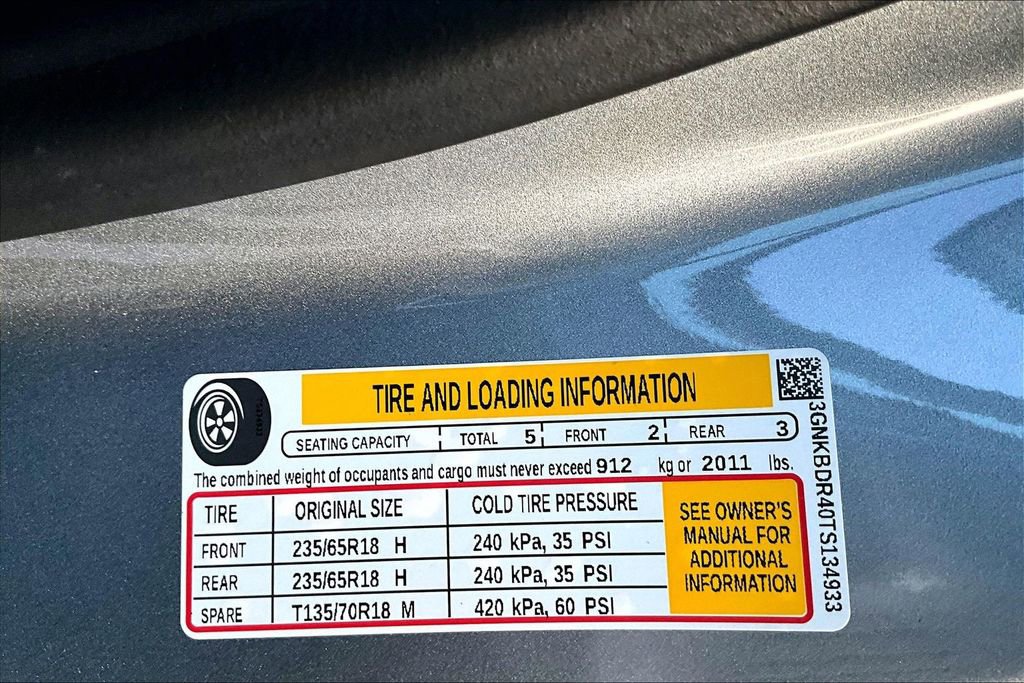 TIRE AND LOADING INFORMATION
SEATING CAPACITY TOTAL 5 FRONT 2 REAR 3
The combined weight of occupants and cargo must never exceed 912 kg or 2011 lbs.
TIRE ORIGINAL SIZE COLD TIRE PRESSURE
FRONT 235/65R18 H 240 kPa, 35 PSI
REAR 235/65R18 H 240 kPa, 35 PSI
SPARE T135/70R18 M 420 kPa, 60 PSI
SEE OWNER'S
MANUAL FOR
ADDITIONAL
INFORMATION
3GNKBDR40TS134933